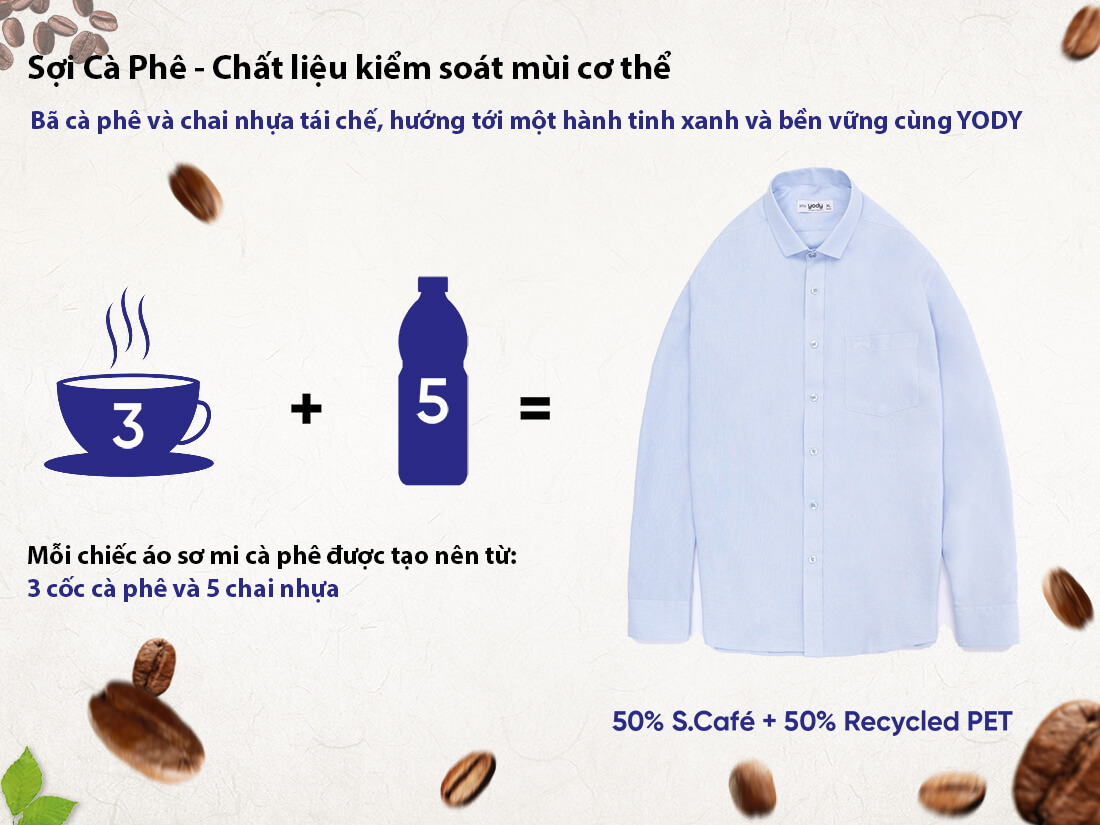 Sợi Cà Phê - Chất liệu kiểm soát mùi cơ thể
Bã cà phê và chai nhựa tái chế, hướng tới một hành tinh xanh và bền vững cùng YODY
yody
XL
3
+
5
=
Mỗi chiếc áo sơ mi cà phê được tạo nên từ:
3 cốc cà phê và 5 chai nhựa
50% S.Café + 50% Recycled PET